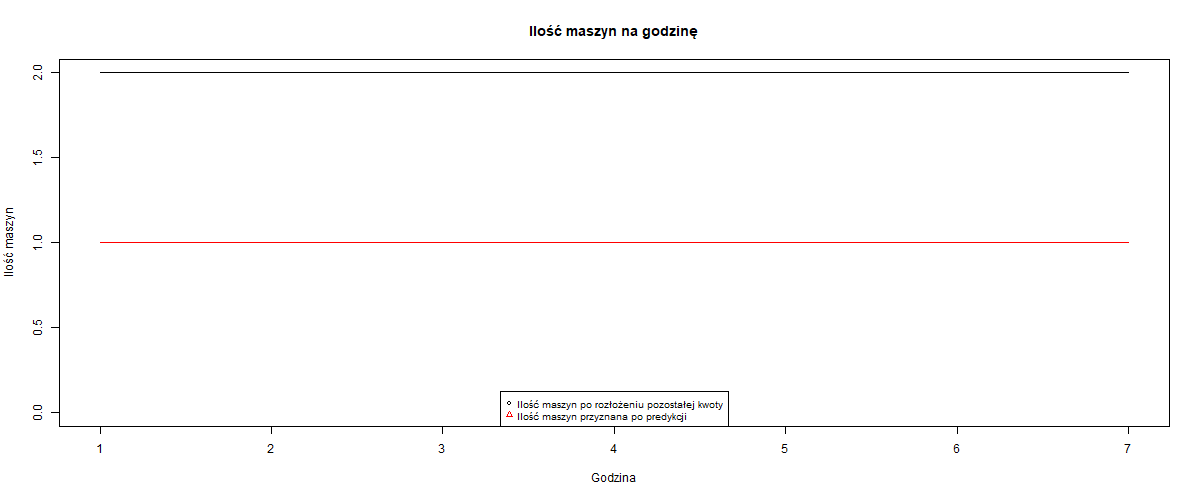 Ilość maszyn na godzinę
Ilość maszyn
2.0
1.5
1.0
0.5
0.0
Ilość maszyn po rozłożeniu pozostałej kwoty
Ilość maszyn przyznana po predykcji
1 2 3 4 5 6 7
Godzina